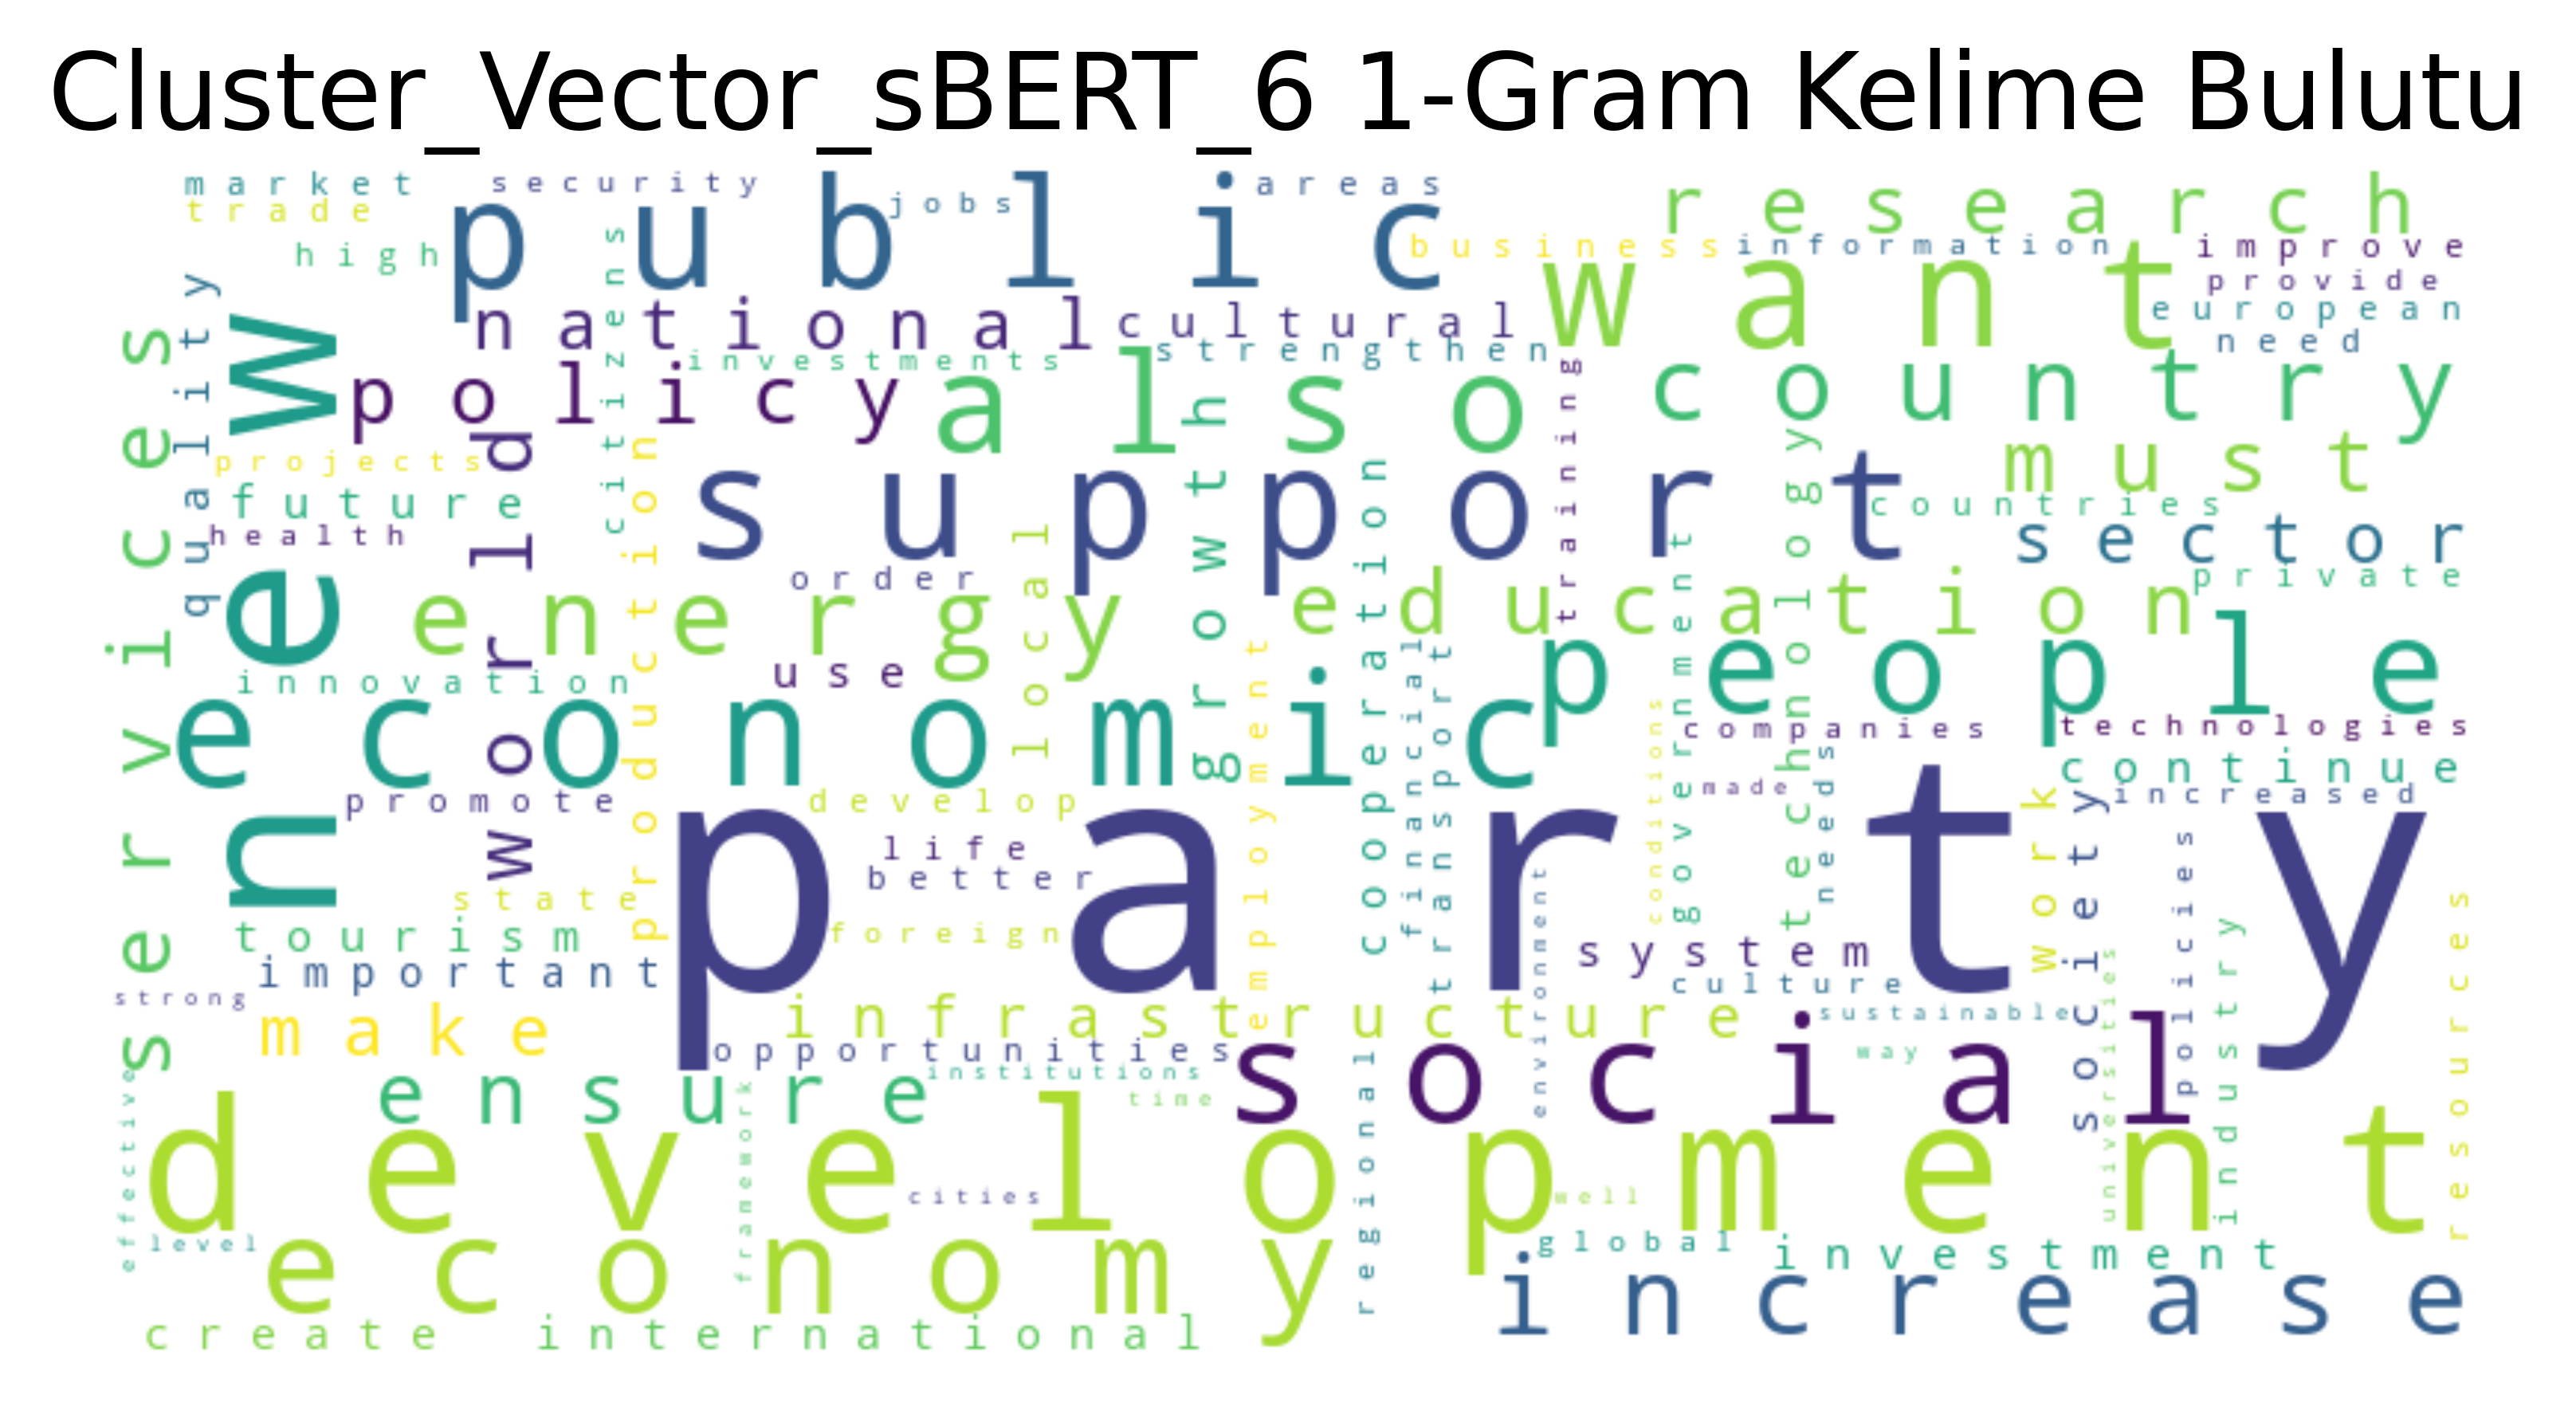 Cluster_Vector_sBERT_6 1-Gram Kelime Bulutu
market
security
areas
research
trade
jobs
public
high
business
information
improve
want
provide
citizens
quality
new
national
cultural
european
services
investments
strengthen
need
policy
also
country
training
growth
world
technology
must
projects
production
support
cooperation
future
countries
health
local
sector
government
order
private
energy
education
people
use
innovation
employment
financial
transport
economic
conditions
companies
technologies
continue
made
needs
promote
develop
work
society
increased
party
life
better
policies
environment
state
resources
foreign
tourism
industry
system
important
universities
culture
strong
make
infrastructure
sustainable
opportunities
social
way
regional
effective
ensure
institutions
framework
time
development
cities
well
level
economy
global
investment
increase
create
international